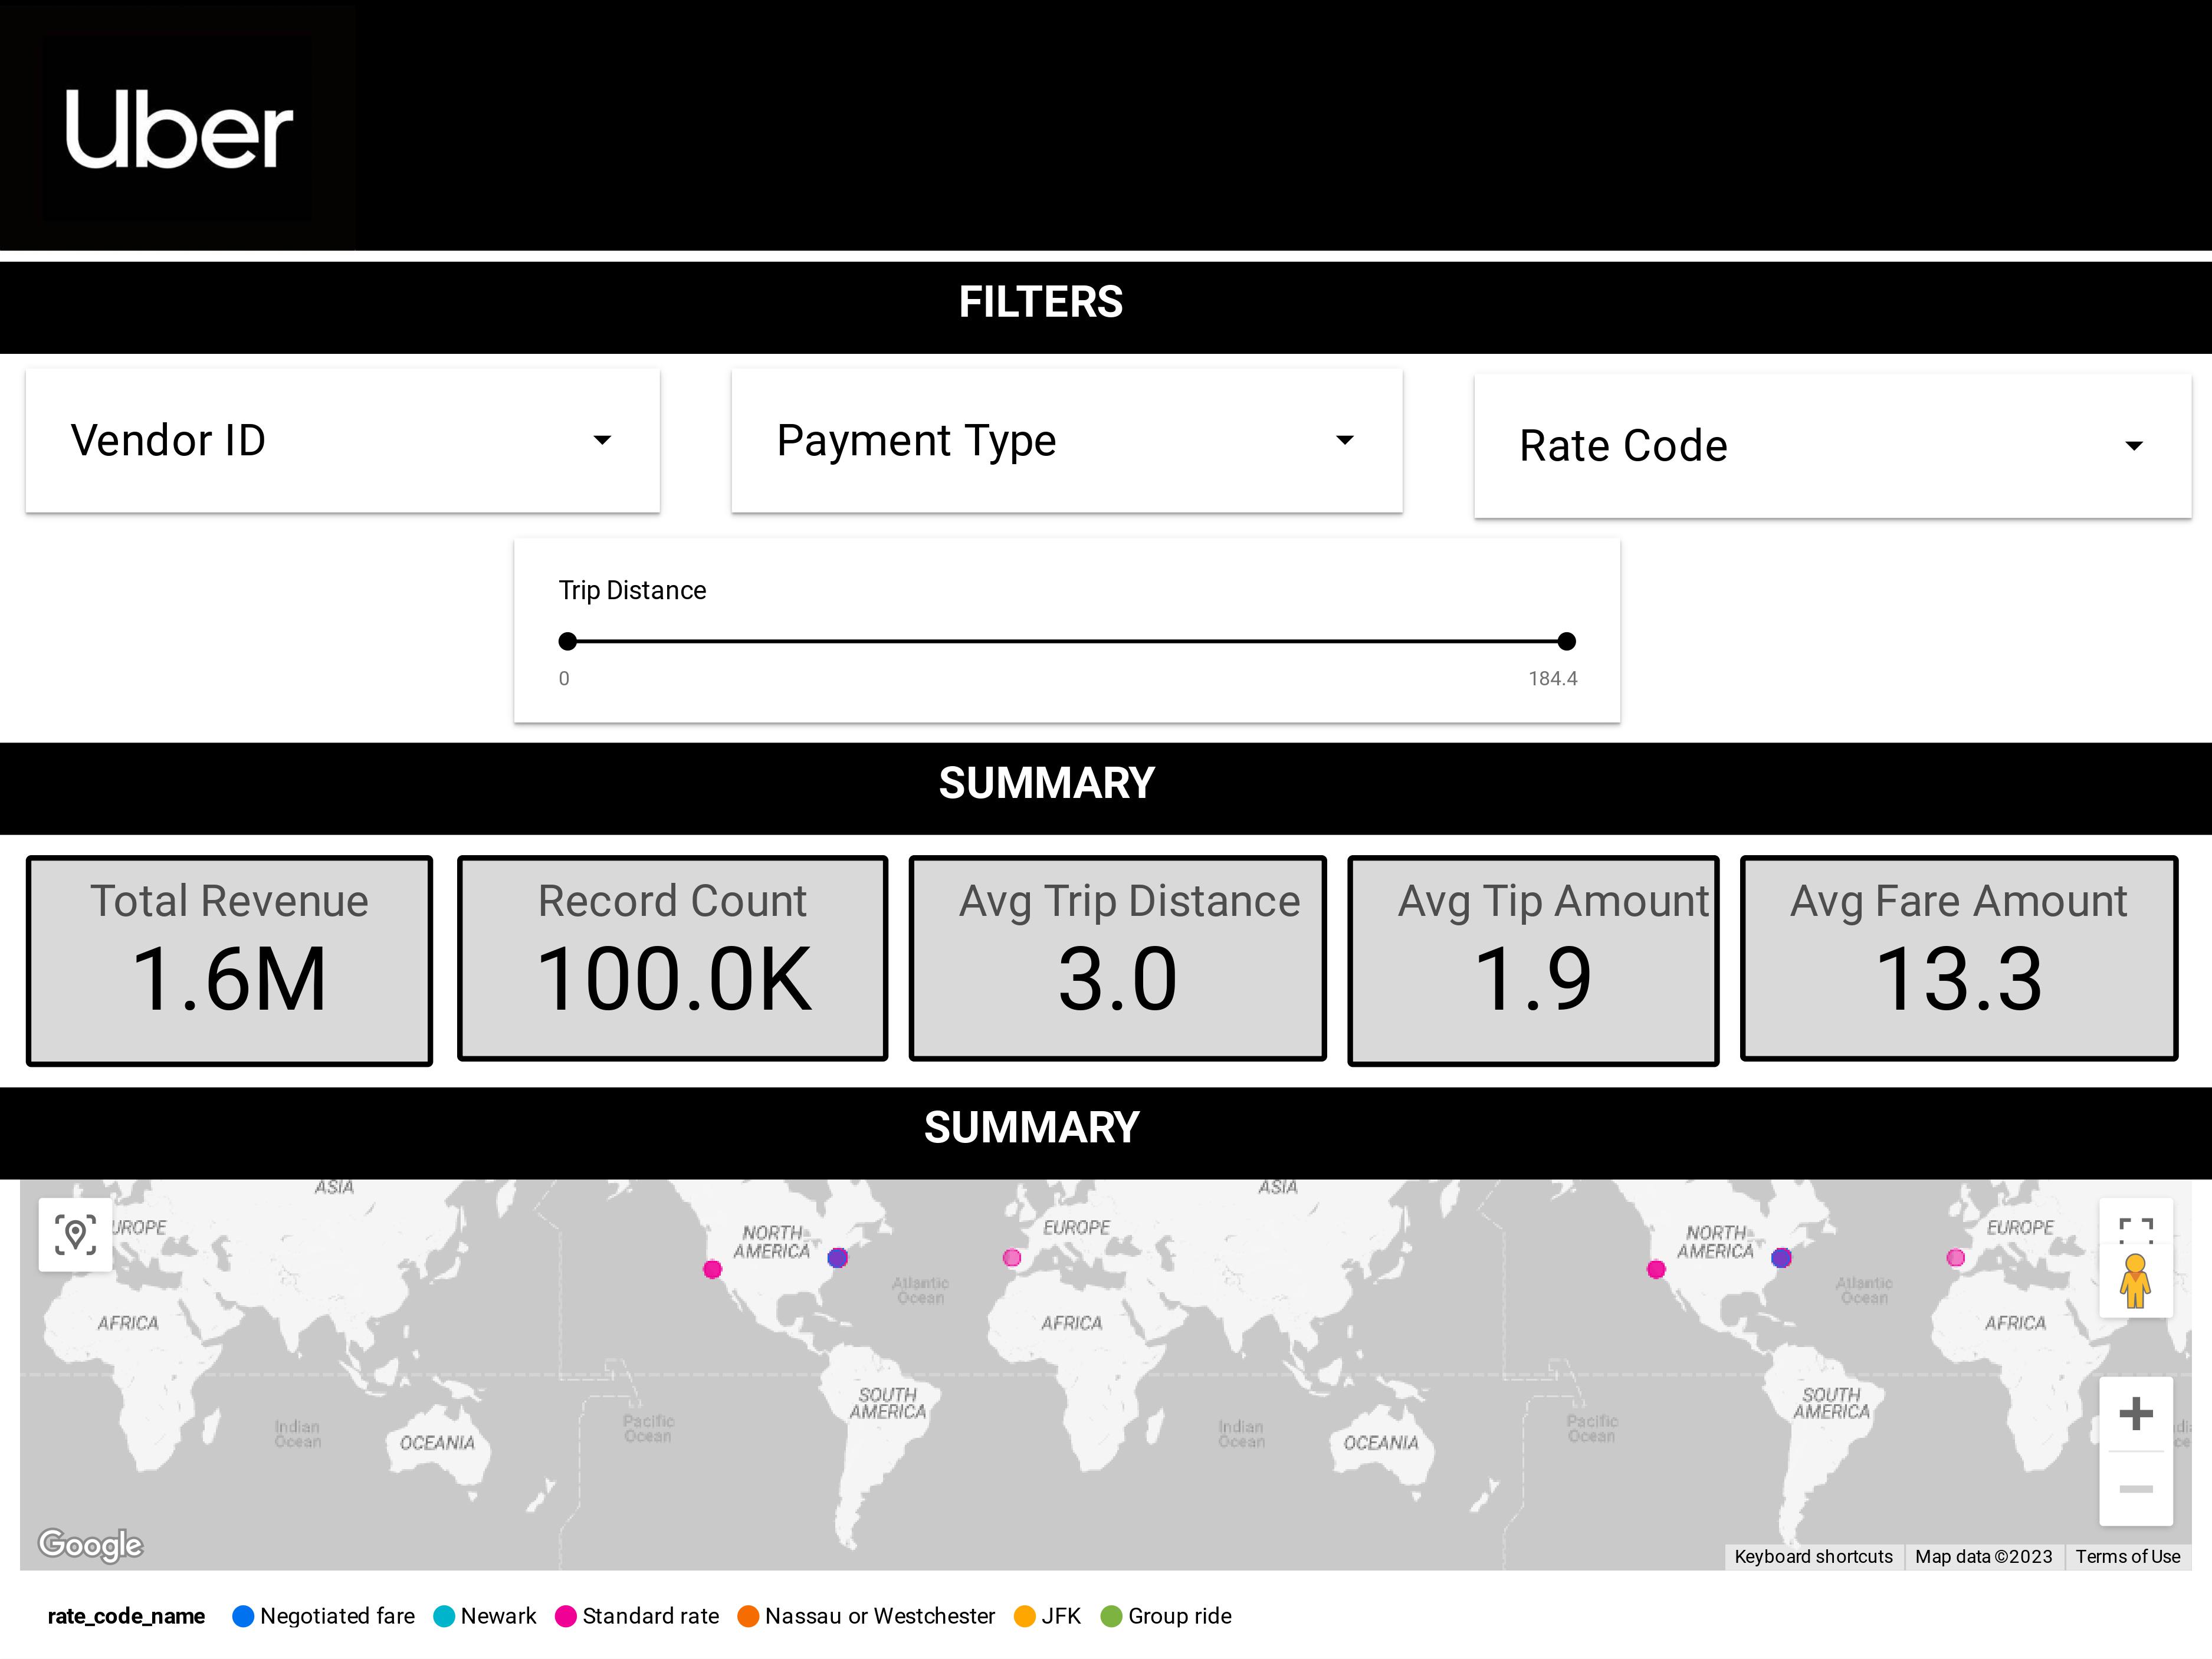 Uber
FILTERS
Vendor ID
Payment Type
Rate Code
Trip Distance
0
184.4
SUMMARY
Total Revenue
1.6M
Record Count
100.0K
Avg Trip Distance
3.0
Avg Tip Amount
1.9
Avg Fare Amount
13.3
SUMMARY
ASIA
ASIA
UROPE
NORTH
AMERICA
EUROPE
NORTH
AMERICA
EUROPE
Atlantic
Ocean
Atlantic
Ocean
AFRICA
AFRICA
AFRICA
SOUTH
AMERICA
SOUTH
AMERICA
Indian
Ocean
OCEANIA
Pacific
Ocean
Indian
Ocean
OCEANIA
Pacific
Ocean
Google
Keyboard shortcuts
Map data ©2023
Terms of Use
rate_code_name
Negotiated fare
Newark
Standard rate
Nassau or Westchester
JFK
Group ride